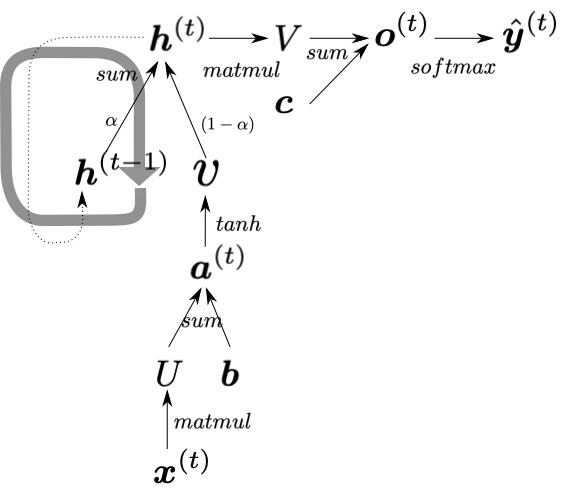 h^(t) V o^(t) ŷ^(t)
sum matmul sum softmax
c
α (1 − α)
h^(t−1) v
tanh
a^(t)
sum
U b
matmul
x^(t)